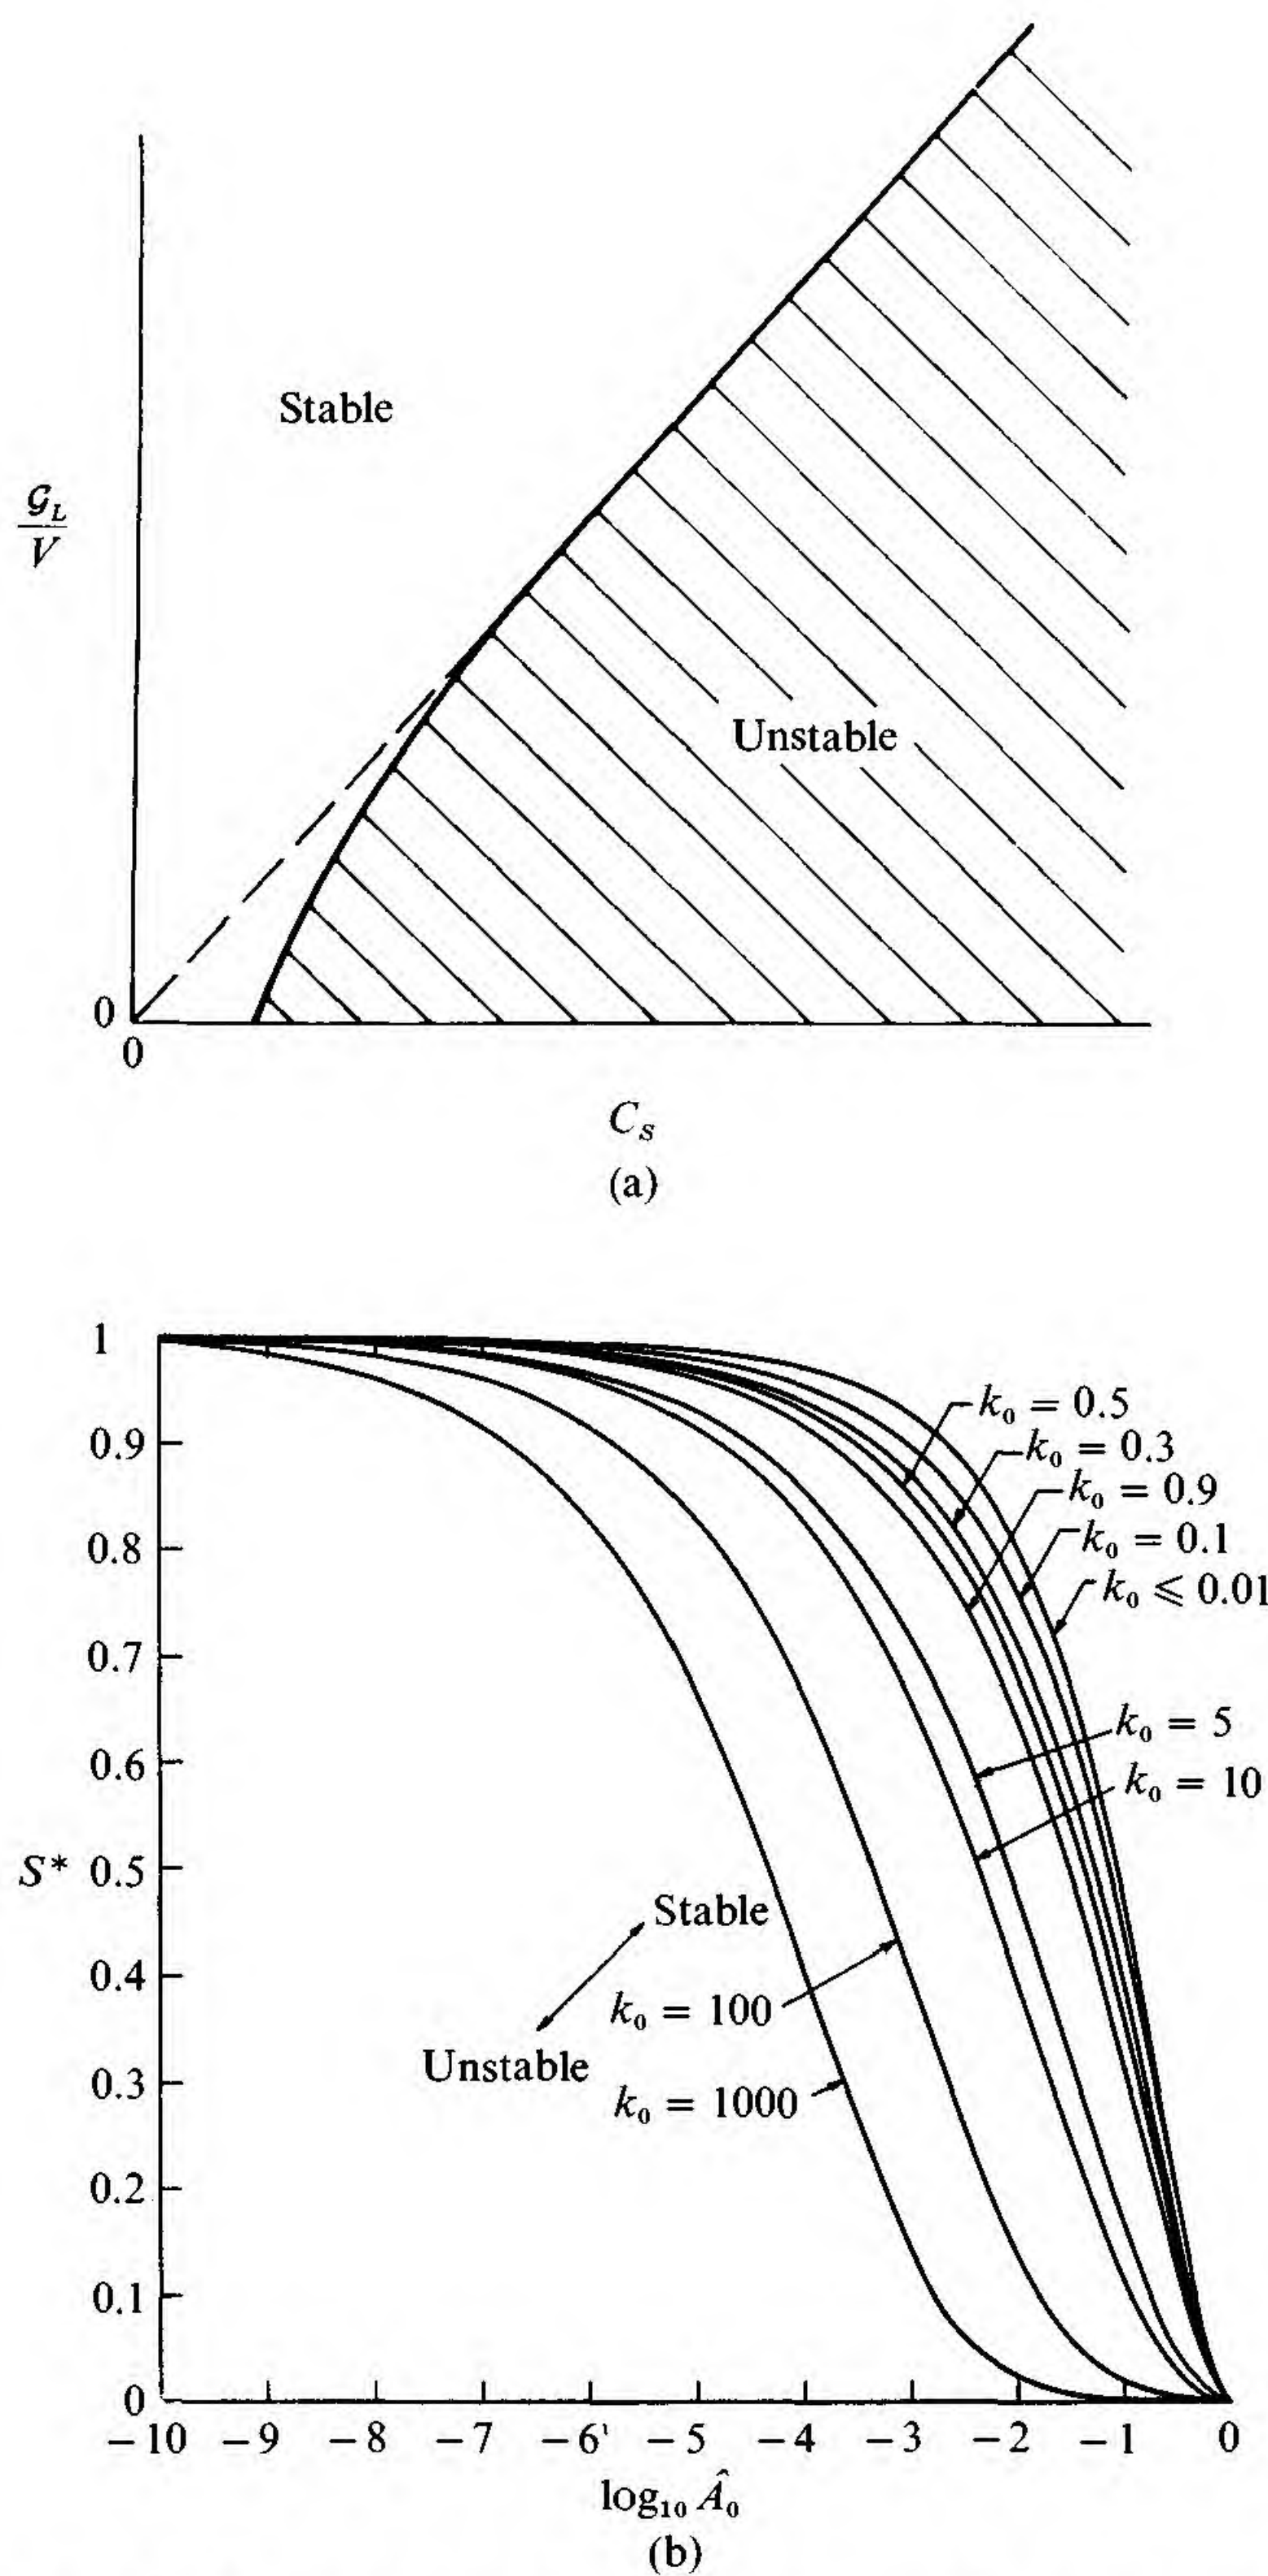 Stable
𝒢_L
V
Unstable
0
0
C_s
(a)
1
k₀ = 0.5
0.9
k₀ = 0.3
k₀ = 0.9
0.8
k₀ = 0.1
k₀ ⩽ 0.01
0.7
k₀ = 5
0.6
k₀ = 10
S* 0.5
Stable
0.4
k₀ = 100
Unstable
0.3
k₀ = 1000
0.2
0.1
0
−10 −9 −8 −7 −6 −5 −4 −3 −2 −1 0
log₁₀ Â₀
(b)